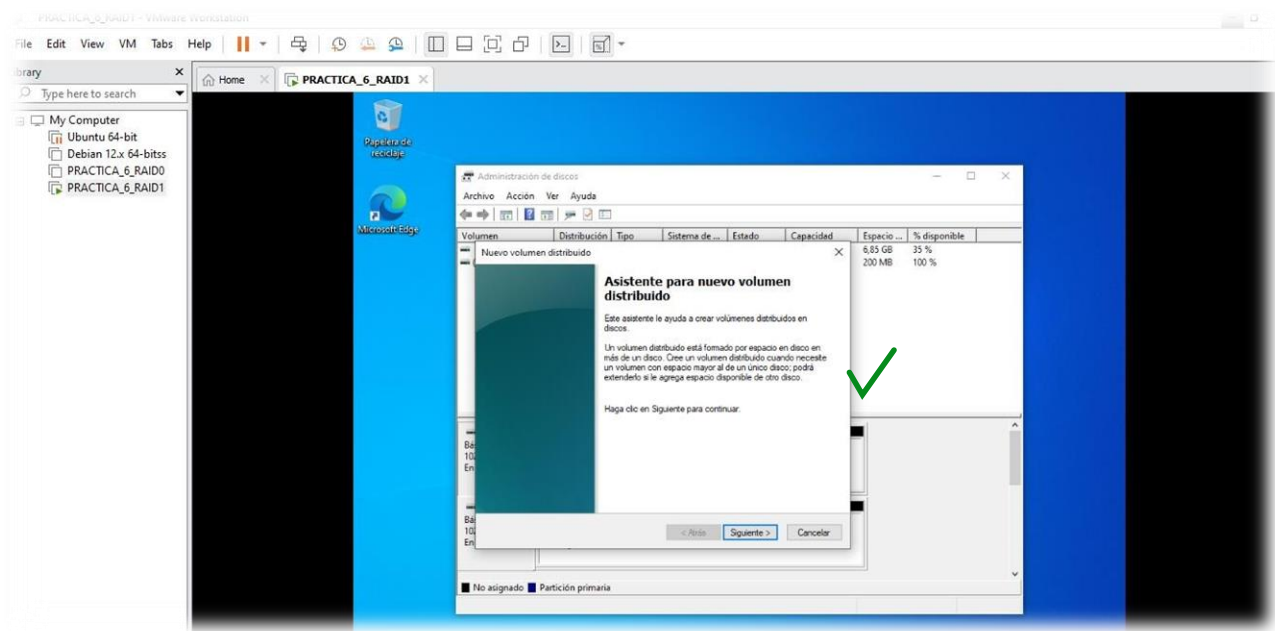 PRACTICA_6_RAID1 - VMware Workstation
File Edit View VM Tabs Help
Library
Home
PRACTICA_6_RAID1
Type here to search
My Computer
Ubuntu 64-bit
Debian 12.x 64-bitss
PRACTICA_6_RAID0
PRACTICA_6_RAID1
Papelera de
reciclaje
Microsoft Edge
Administración de discos
Archivo Acción Ver Ayuda
Volumen Distribución Tipo Sistema de ... Estado Capacidad Espacio ... % disponible
6,85 GB 35 %
200 MB 100 %
Nuevo volumen distribuido
Asistente para nuevo volumen
distribuido
Este asistente le ayuda a crear volúmenes distribuidos en
discos.
Un volumen distribuido está formado por espacio en disco en
más de un disco. Cree un volumen distribuido cuando necesite
un volumen con espacio mayor al de un único disco; podrá
extenderlo si le agrega espacio disponible de otro disco.
Haga clic en Siguiente para continuar.
< Atrás Siguiente > Cancelar
Bá
102
En
Bá
102
En
No asignado Partición primaria